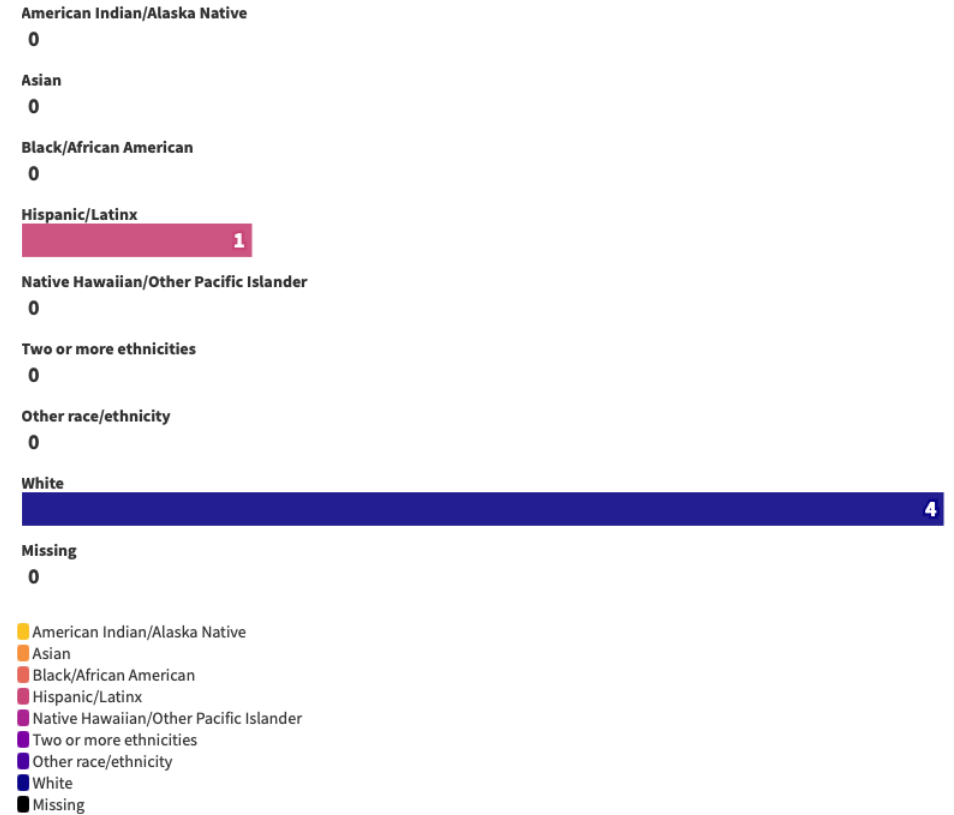 American Indian/Alaska Native
0
Asian
0
Black/African American
0
Hispanic/Latinx
1
Native Hawaiian/Other Pacific Islander
0
Two or more ethnicities
0
Other race/ethnicity
0
White
4
Missing
0
American Indian/Alaska Native
Asian
Black/African American
Hispanic/Latinx
Native Hawaiian/Other Pacific Islander
Two or more ethnicities
Other race/ethnicity
White
Missing